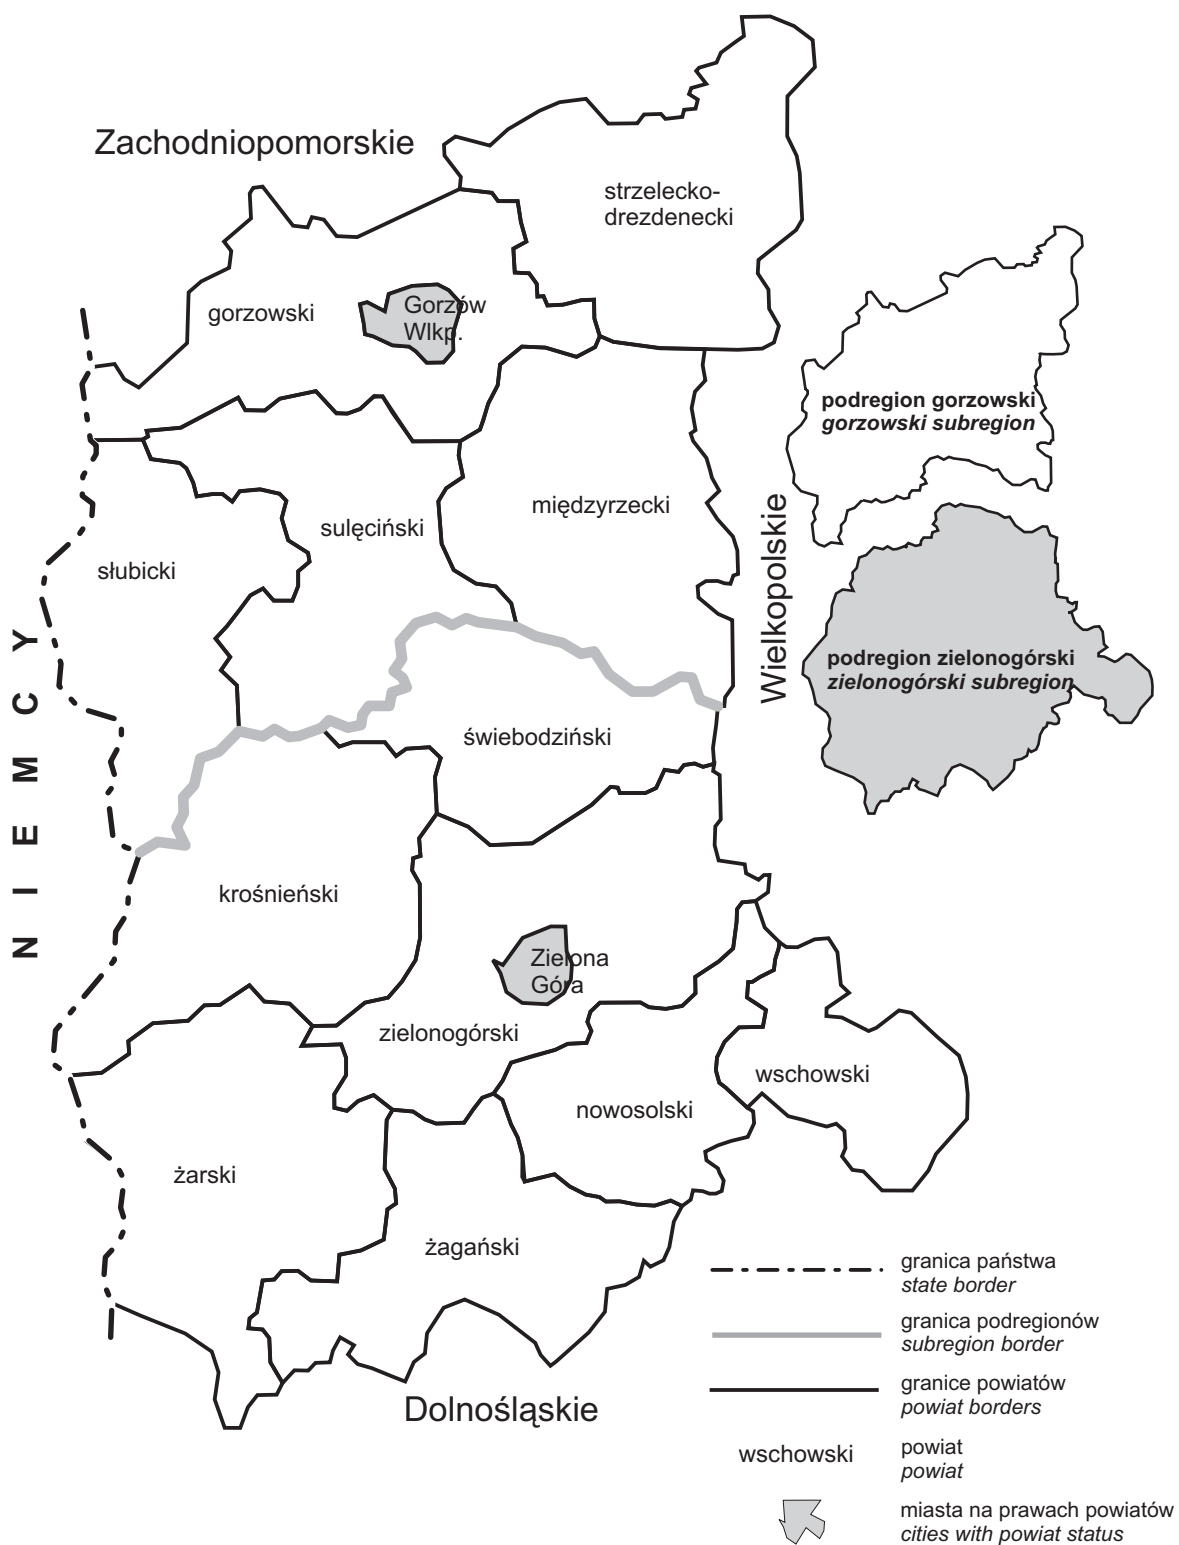 Zachodniopomorskie
strzelecko-
drezdenecki
gorzowski
Gorzów
Wlkp.
podregion gorzowski
gorzowski subregion
międzyrzecki
sulęciński
słubicki
Wielkopolskie
NIEMCY
podregion zielonogórski
zielonogórski subregion
świebodziński
krośnieński
Zielona
Góra
zielonogórski
wschowski
nowosolski
żarski
żagański
Dolnośląskie
granica państwa
state border
granica podregionów
subregion border
granice powiatów
powiat borders
wschowski
powiat
powiat
miasta na prawach powiatów
cities with powiat status